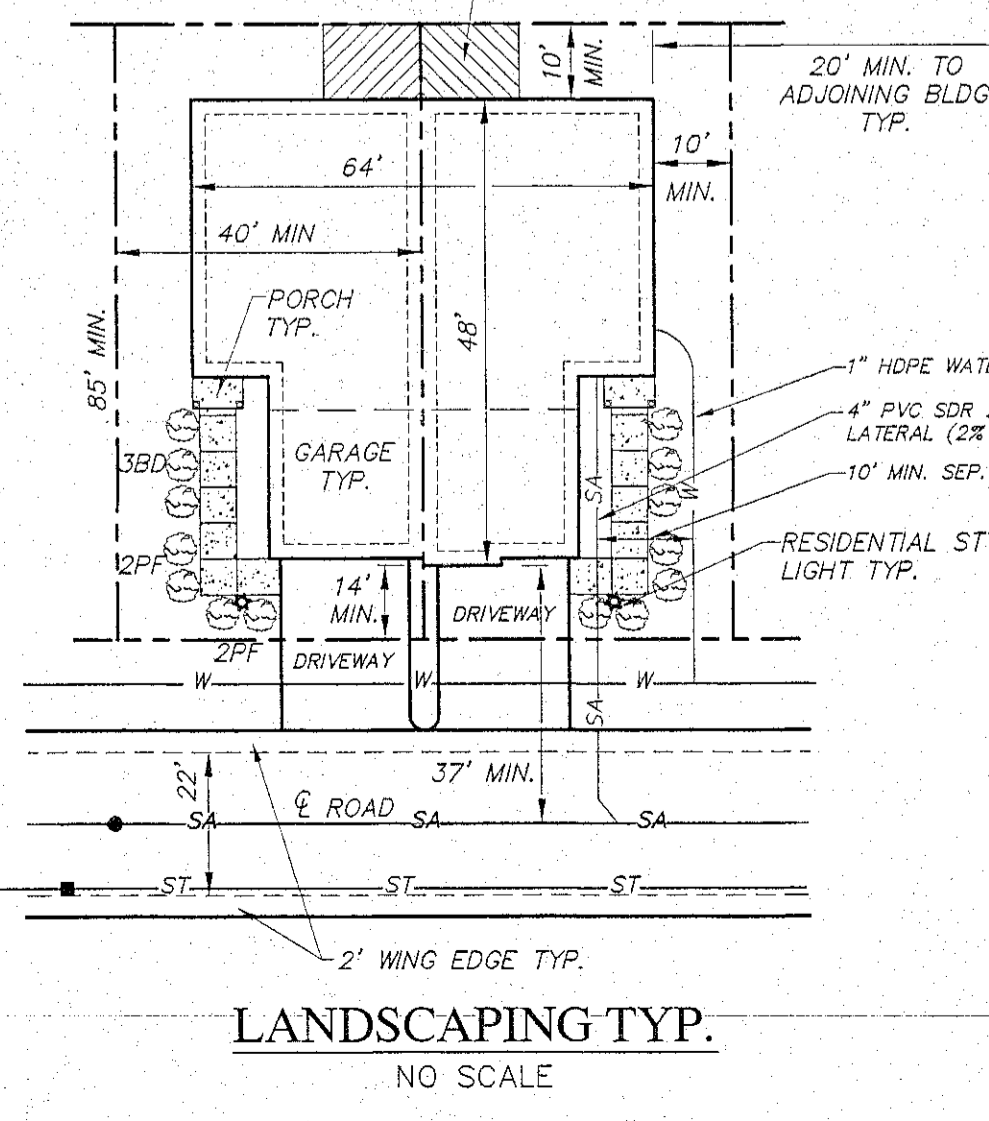 10'
MIN.
20' MIN. TO
ADJOINING BLDG
TYP.
10'
MIN.
64'
40' MIN
PORCH
TYP.
48'
85' MIN.
1" HDPE WAT
4" PVC SDR
LATERAL (2%
10' MIN. SEP.
RESIDENTIAL ST
LIGHT TYP.
GARAGE
TYP.
3BD
SA
W
2PF
14'
MIN.
DRIVEWAY
2PF
DRIVEWAY
W W W
SA
22'
37' MIN.
℄ ROAD
SA SA SA
ST ST ST
2' WING EDGE TYP.
LANDSCAPING TYP.
NO SCALE